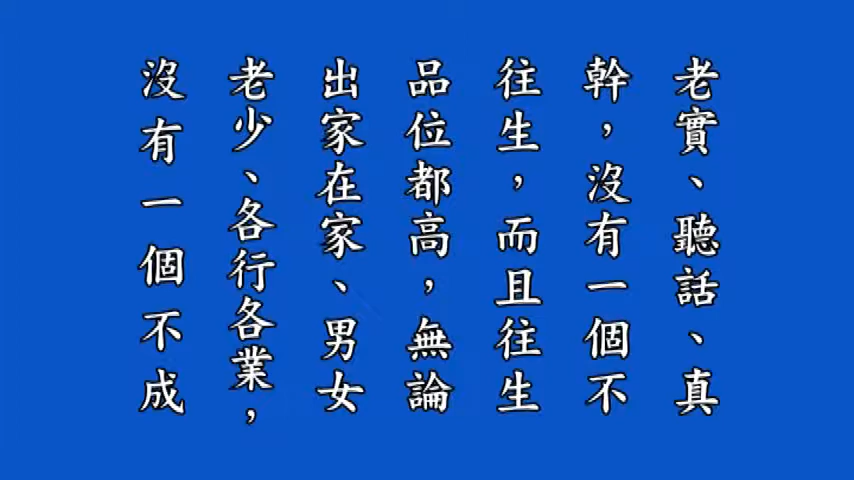 老實、聽話、真
幹，沒有一個不
往生，而且往生
品位都高，無論
出家在家、男女
老少、各行各業，
沒有一個不成